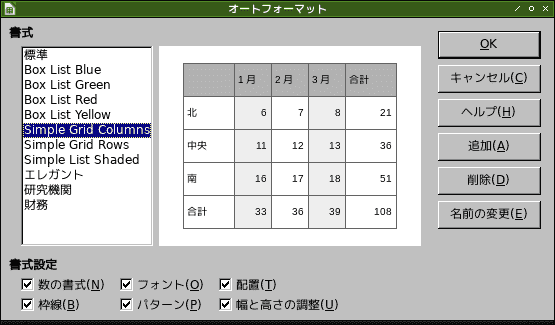 オートフォーマット
書式
標準
Box List Blue
Box List Green
Box List Red
Box List Yellow
Simple Grid Columns
Simple Grid Rows
Simple List Shaded
エレガント
研究機関
財務
1月 2月 3月 合計
北 6 7 8 21
中央 11 12 13 36
南 16 17 18 51
合計 33 36 39 108
OK
キャンセル(C)
ヘルプ(H)
追加(A)
削除(D)
名前の変更(E)
書式設定
数の書式(N) フォント(O) 配置(T)
枠線(B) パターン(P) 幅と高さの調整(U)